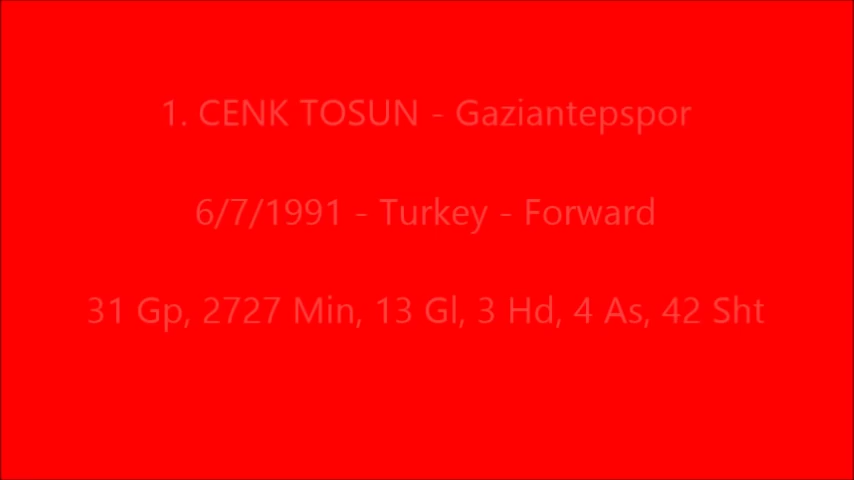 1. CENK TOSUN - Gaziantepspor
6/7/1991 - Turkey - Forward
31 Gp, 2727 Min, 13 Gl, 3 Hd, 4 As, 42 Sht